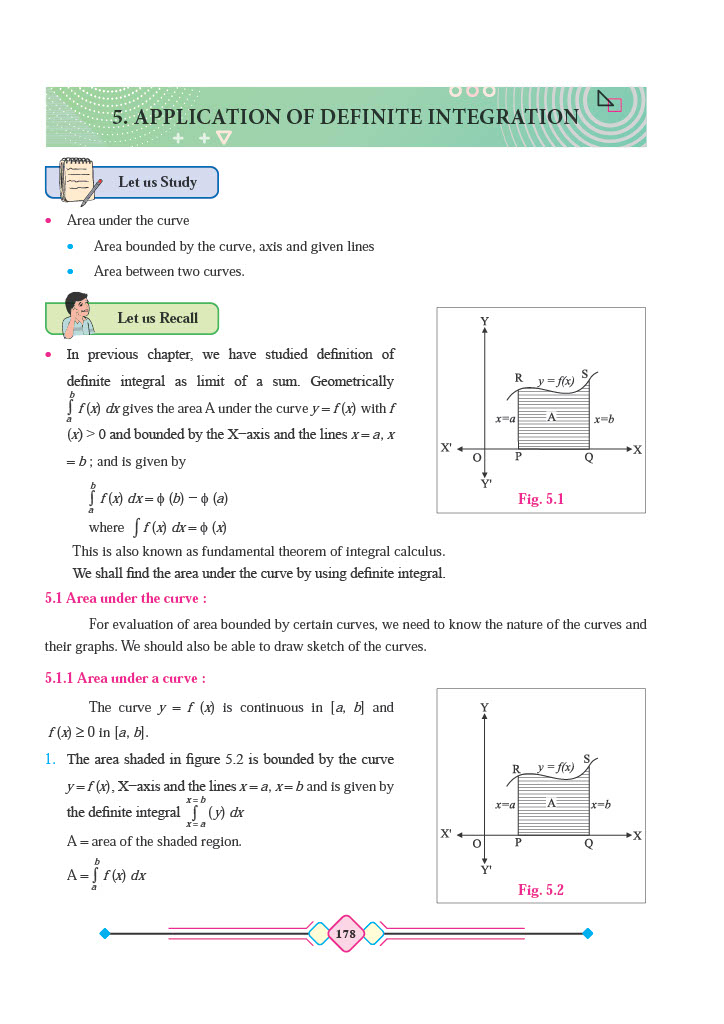 5. APPLICATION OF DEFINITE INTEGRATION
Let us Study
• Area under the curve
• Area bounded by the curve, axis and given lines
• Area between two curves.
Let us Recall
• In previous chapter, we have studied definition of
definite integral as limit of a sum. Geometrically
∫ₐᵇ f (x) dx gives the area A under the curve y = f (x) with f
(x) > 0 and bounded by the X−axis and the lines x = a, x
= b ; and is given by
∫ₐᵇ f (x) dx = ϕ (b) − ϕ (a)
where ∫ f (x) dx = ϕ (x)
Y
R y = f(x) S
x=a A x=b
X' O P Q X
Y'
Fig. 5.1
This is also known as fundamental theorem of integral calculus.
We shall find the area under the curve by using definite integral.
5.1 Area under the curve :
For evaluation of area bounded by certain curves, we need to know the nature of the curves and
their graphs. We should also be able to draw sketch of the curves.
5.1.1 Area under a curve :
The curve y = f (x) is continuous in [a, b] and
f (x) ≥ 0 in [a, b].
1. The area shaded in figure 5.2 is bounded by the curve
y = f (x), X−axis and the lines x = a, x = b and is given by
the definite integral ∫ x = a x = b (y) dx
A = area of the shaded region.
A = ∫ₐᵇ f (x) dx
Y
R y = f(x) S
x=a A x=b
X' O P Q X
Y'
Fig. 5.2
178